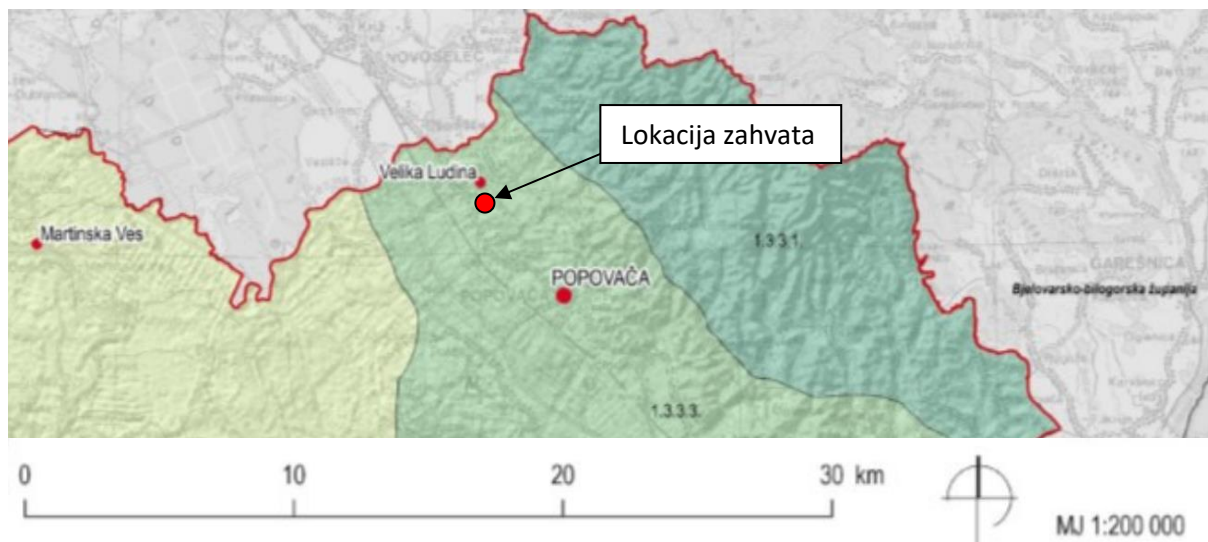 NOVOSELEC
Lokacija zahvata
Velika Ludina
Martinska Ves
1.3.3.1.
GAREŠNICA
POPOVAČA
Bjelovarsko-bilogorska županija
1.3.3.3.
0 10 20 30 km
MJ 1:200 000